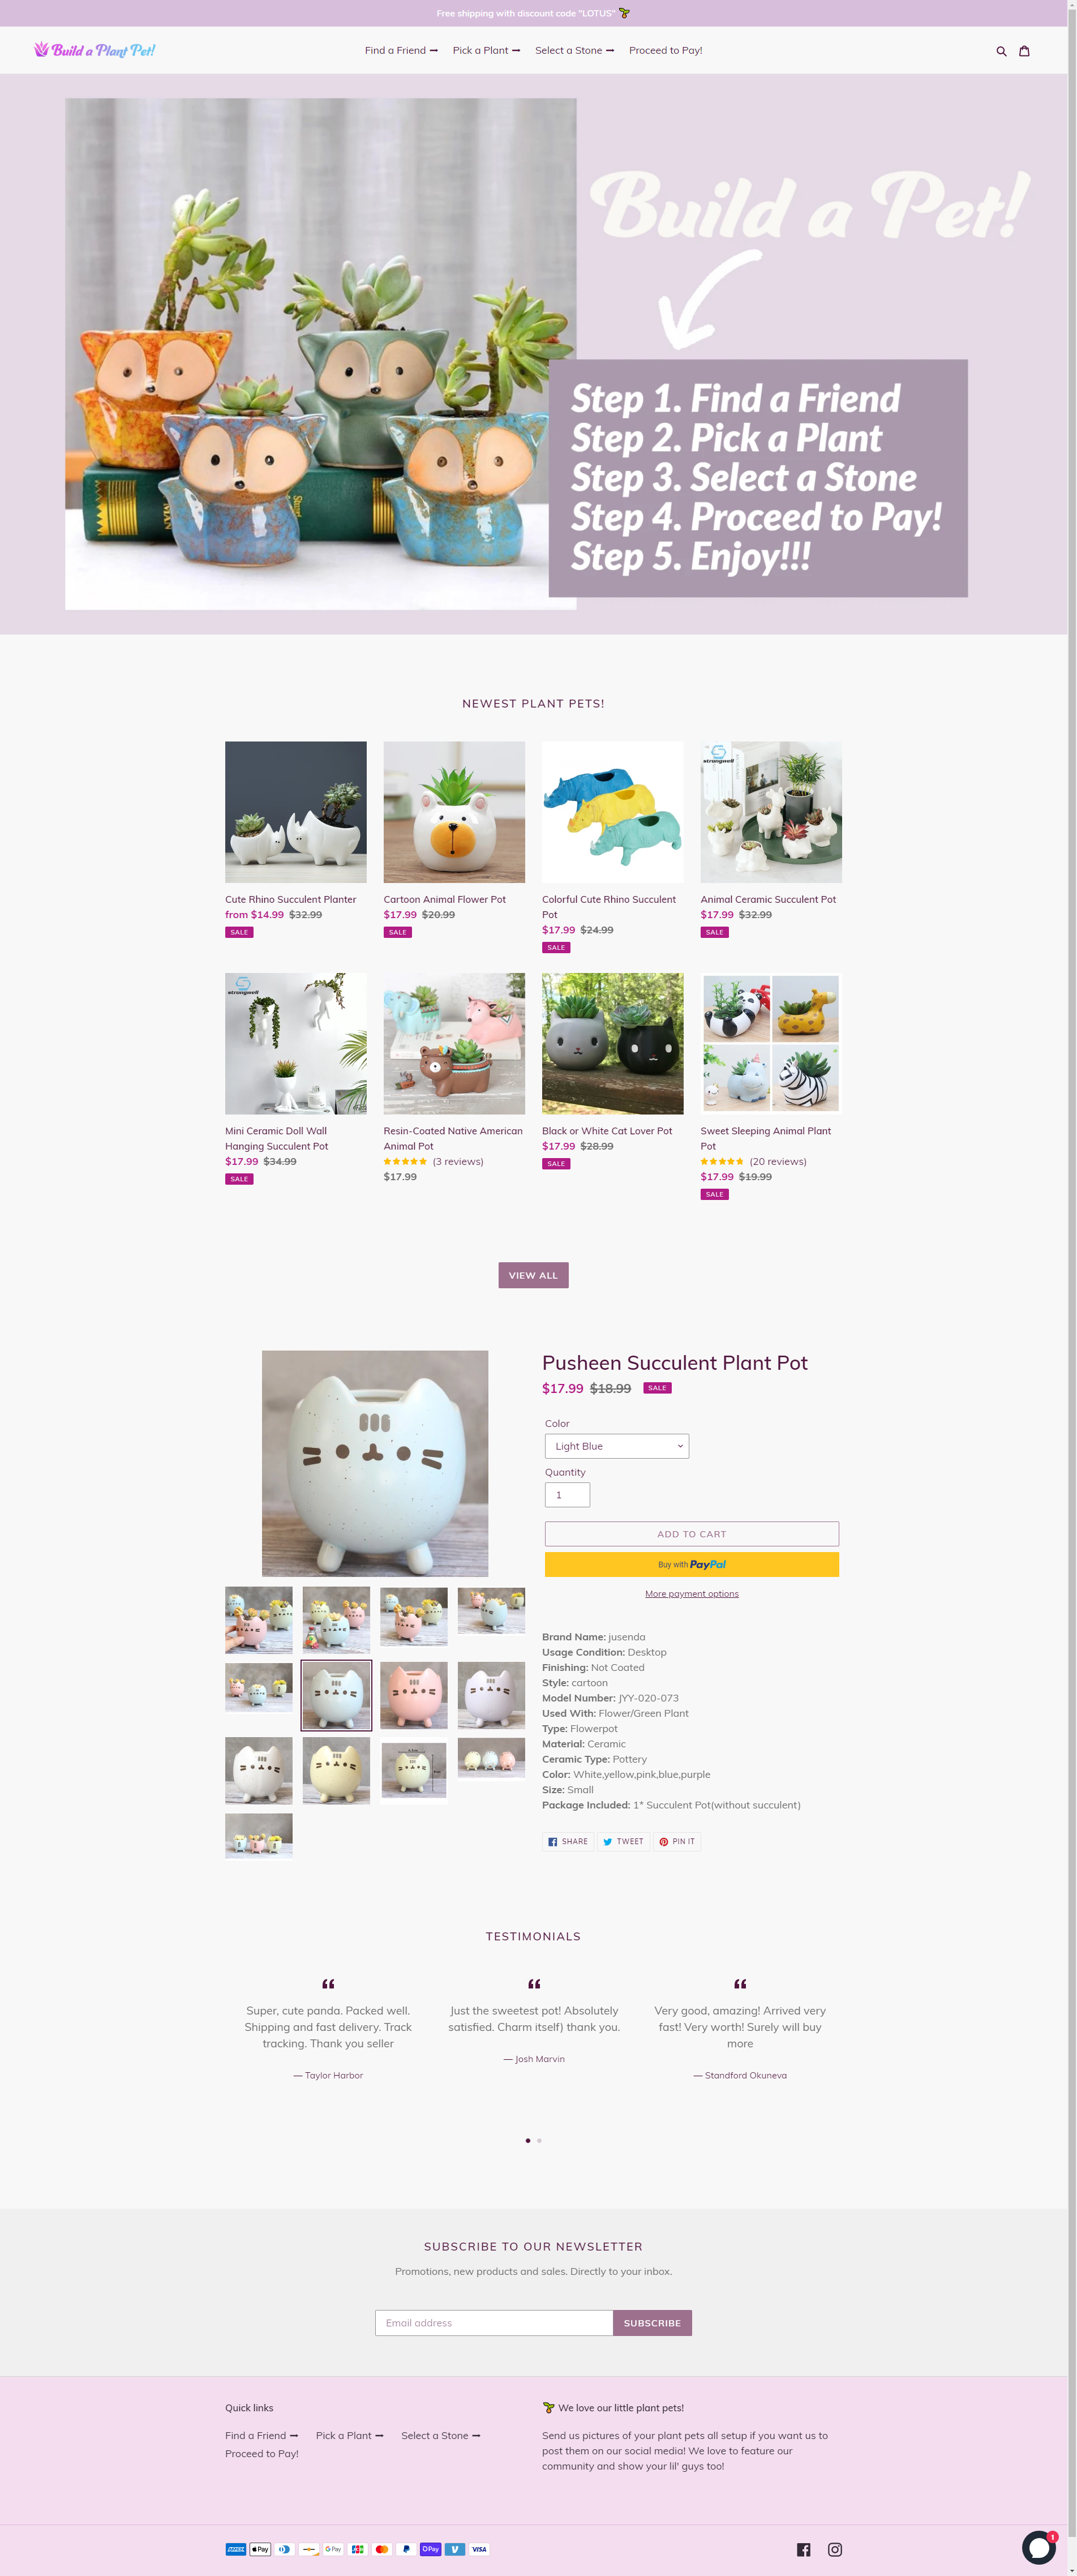 Free shipping with discount code "LOTUS"
Build a Plant Pet!
Find a Friend ➡ Pick a Plant ➡ Select a Stone ➡ Proceed to Pay!
Build a Pet!
Step 1. Find a Friend
Step 2. Pick a Plant
Step 3. Select a Stone
Step 4. Proceed to Pay!
Step 5. Enjoy!!!
NEWEST PLANT PETS!
strongwell
Cute Rhino Succulent Planter
from $14.99 $32.99
SALE
Cartoon Animal Flower Pot
$17.99 $20.99
SALE
Colorful Cute Rhino Succulent
Pot
$17.99 $24.99
SALE
Animal Ceramic Succulent Pot
$17.99 $32.99
SALE
strongwell
Mini Ceramic Doll Wall
Hanging Succulent Pot
$17.99 $34.99
SALE
Resin-Coated Native American
Animal Pot
(3 reviews)
$17.99
Black or White Cat Lover Pot
$17.99 $28.99
SALE
Sweet Sleeping Animal Plant
Pot
(20 reviews)
$17.99 $19.99
SALE
VIEW ALL
Pusheen Succulent Plant Pot
$17.99 $18.99 SALE
Color
Light Blue
Quantity
1
ADD TO CART
Buy with PayPal
More payment options
Brand Name: jusenda
Usage Condition: Desktop
Finishing: Not Coated
Style: cartoon
Model Number: JYY-020-073
Used With: Flower/Green Plant
Type: Flowerpot
Material: Ceramic
Ceramic Type: Pottery
Color: White,yellow,pink,blue,purple
Size: Small
Package Included: 1* Succulent Pot(without succulent)
SHARE TWEET PIN IT
TESTIMONIALS
“
Super, cute panda. Packed well.
Shipping and fast delivery. Track
tracking. Thank you seller
— Taylor Harbor
“
Just the sweetest pot! Absolutely
satisfied. Charm itself) thank you.
— Josh Marvin
“
Very good, amazing! Arrived very
fast! Very worth! Surely will buy
more
— Standford Okuneva
SUBSCRIBE TO OUR NEWSLETTER
Promotions, new products and sales. Directly to your inbox.
Email address SUBSCRIBE
Quick links
Find a Friend ➡ Pick a Plant ➡ Select a Stone ➡
Proceed to Pay!
We love our little plant pets!
Send us pictures of your plant pets all setup if you want us to
post them on our social media! We love to feature our
community and show your lil' guys too!
Pay G Pay JCB OPay VISA
1